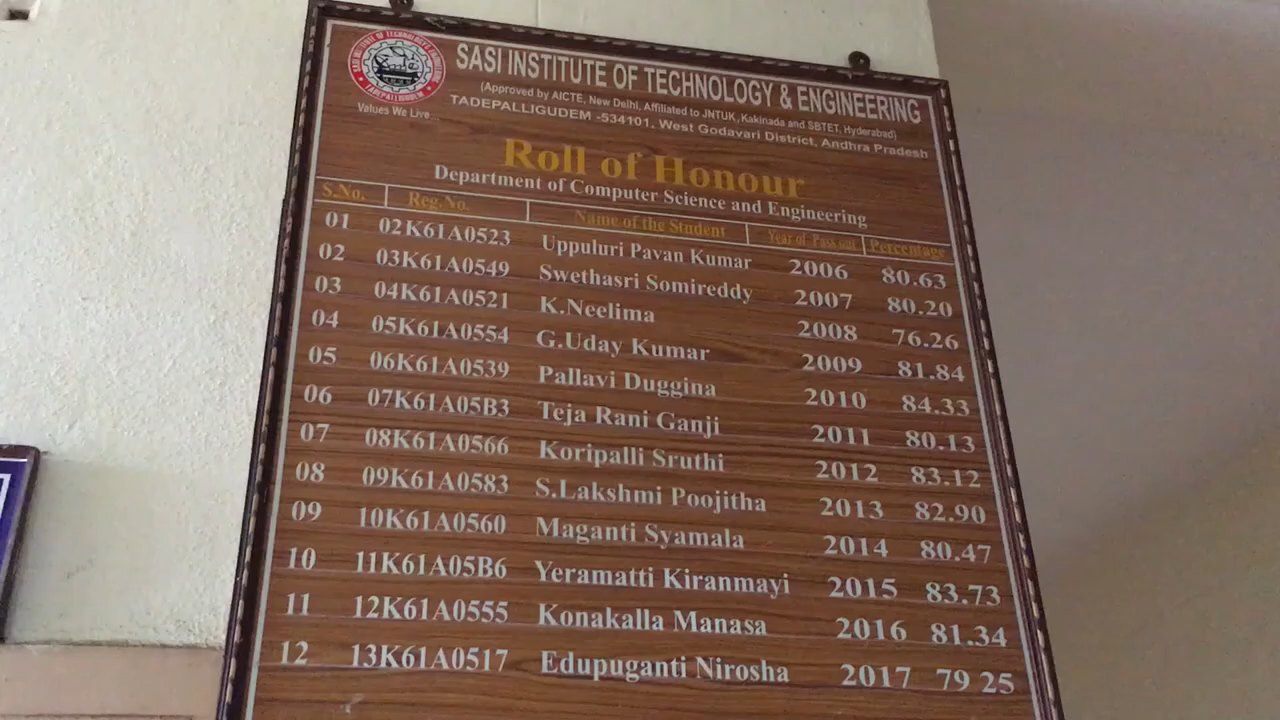 SASI INSTITUTE OF TECHNOLOGY & ENGINEERING
(Approved by AICTE, New Delhi, Affiliated to JNTUK, Kakinada and SBTET, Hyderabad)
TADEPALLIGUDEM -534101, West Godavari District, Andhra Pradesh
Values We Live...
Roll of Honour
Department of Computer Science and Engineering
S.No. Reg.No. Name of the Student Year of Pass out Percentage
01 02K61A0523 Uppuluri Pavan Kumar 2006 80.63
02 03K61A0549 Swethasri Somireddy 2007 80.20
03 04K61A0521 K.Neelima 2008 76.26
04 05K61A0554 G.Uday Kumar 2009 81.84
05 06K61A0539 Pallavi Duggina 2010 84.33
06 07K61A05B3 Teja Rani Ganji 2011 80.13
07 08K61A0566 Koripalli Sruthi 2012 83.12
08 09K61A0583 S.Lakshmi Poojitha 2013 82.90
09 10K61A0560 Maganti Syamala 2014 80.47
10 11K61A05B6 Yeramatti Kiranmayi 2015 83.73
11 12K61A0555 Konakalla Manasa 2016 81.34
12 13K61A0517 Edupuganti Nirosha 2017 79 25